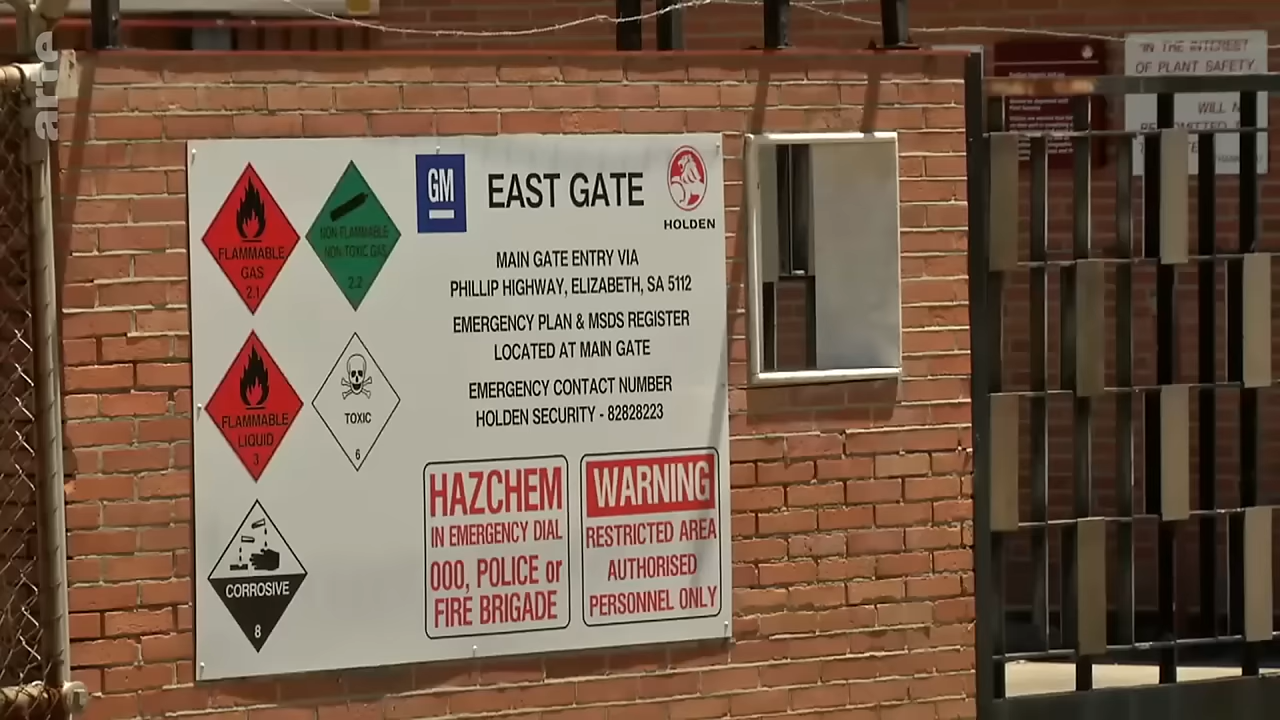 arte
FLAMMABLE
GAS
2.1
NON-FLAMMABLE
NON-TOXIC GAS
2.2
FLAMMABLE
LIQUID
3
TOXIC
6
CORROSIVE
8
GM
EAST GATE
HOLDEN
MAIN GATE ENTRY VIA
PHILLIP HIGHWAY, ELIZABETH, SA 5112
EMERGENCY PLAN & MSDS REGISTER
LOCATED AT MAIN GATE
EMERGENCY CONTACT NUMBER
HOLDEN SECURITY - 82828223
HAZCHEM
IN EMERGENCY DIAL
000, POLICE or
FIRE BRIGADE
WARNING
RESTRICTED AREA
AUTHORISED
PERSONNEL ONLY
"IN THE INTEREST
OF PLANT SAFETY
WILL